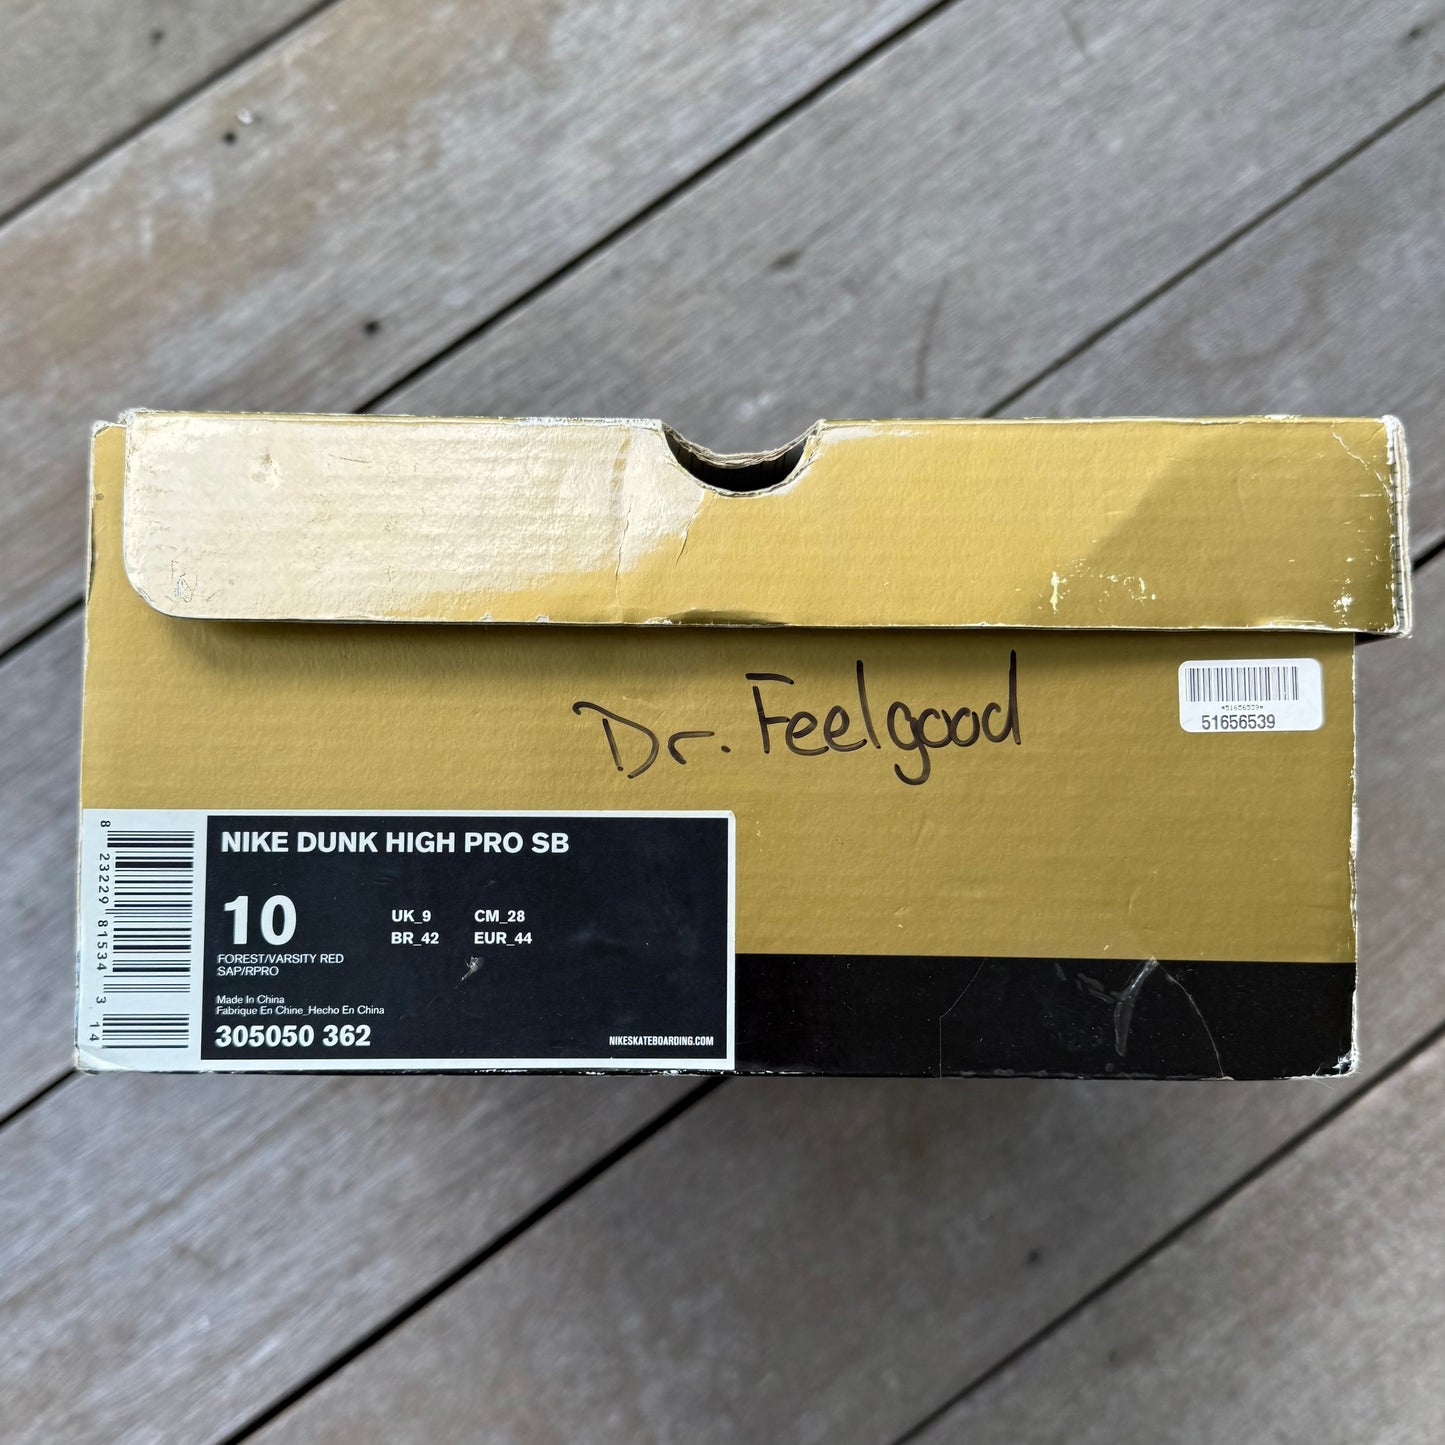 Dr. Feelgood
*51656539*
51656539
NIKE DUNK HIGH PRO SB
10
UK_9 CM_28
BR_42 EUR_44
FOREST/VARSITY RED
SAP/RPRO
Made In China
Fabrique En Chine_Hecho En China
305050 362
NIKESKATEBOARDING.COM
8 23229 81534 3 14